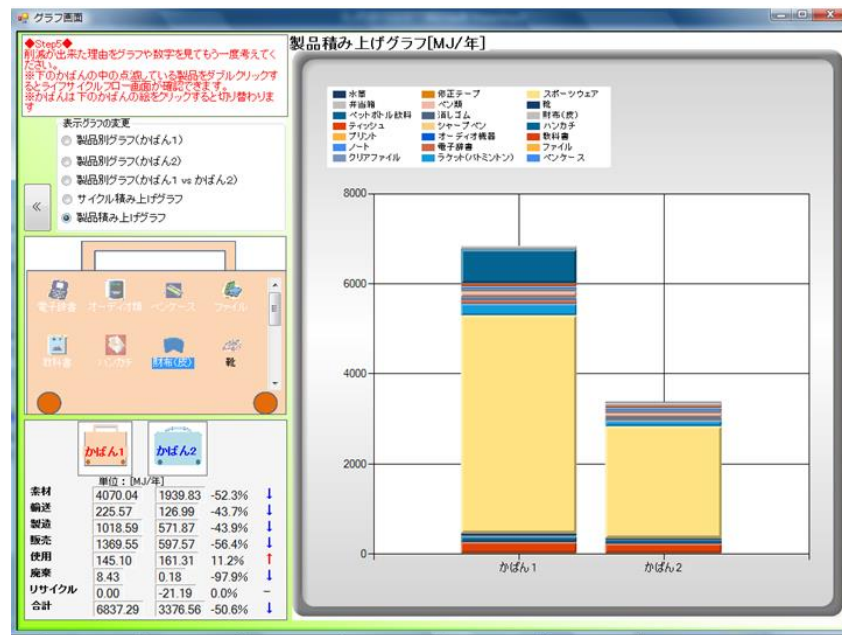 グラフ画面
◆Step5◆
削減が出来た理由をグラフや数字を見てもう一度考えてく
ださい。
※下のかばんの中の点滅している製品をダブルクリックす
るとライフサイクルフロー画面が確認できます。
※かばんは下のかばんの絵をクリックすると切り替わりま
す
表示グラフの変更
製品別グラフ(かばん1)
製品別グラフ(かばん2)
製品別グラフ(かばん1 vs かばん2)
サイクル積み上げグラフ
製品積み上げグラフ
«
電子辞書 オーディオ類 ペンケース ファイル
教科書 ハンカチ 財布(皮) 靴
かばん1 かばん2
単位:[MJ/年]
素材 4070.04 1939.83 -52.3% ↓
輸送 225.57 126.99 -43.7% ↓
製造 1018.59 571.87 -43.9% ↓
販売 1369.55 597.57 -56.4% ↓
使用 145.10 161.31 11.2% ↑
廃棄 8.43 0.18 -97.9% ↓
リサイクル 0.00 -21.19 0.0% -
合計 6837.29 3376.56 -50.6% ↓
製品積み上げグラフ[MJ/年]
水筒 修正テープ スポーツウェア
弁当箱 ペン類 靴
ペットボトル飲料 消しゴム 財布(皮)
ティッシュ シャープペン ハンカチ
プリント オーディオ機器 教科書
ノート 電子辞書 ファイル
クリアファイル ラケット(バトミントン) ペンケース
8000
6000
4000
2000
0
かばん1 かばん2